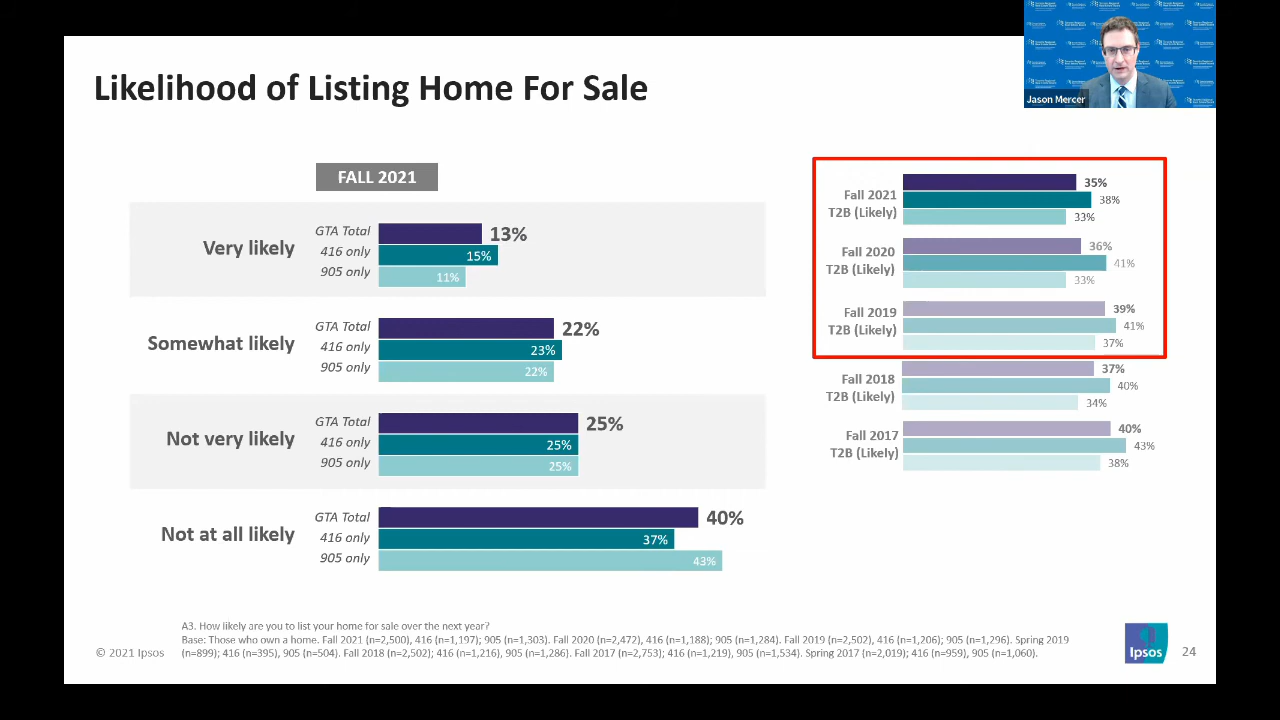 Likelihood of Listing Home For Sale
Jason Mercer
FALL 2021
Very likely
GTA Total
416 only
905 only
13%
15%
11%
Somewhat likely
GTA Total
416 only
905 only
22%
23%
22%
Not very likely
GTA Total
416 only
905 only
25%
25%
25%
Not at all likely
GTA Total
416 only
905 only
40%
37%
43%
Fall 2021
T2B (Likely)
35%
38%
33%
Fall 2020
T2B (Likely)
36%
41%
33%
Fall 2019
T2B (Likely)
39%
41%
37%
Fall 2018
T2B (Likely)
37%
40%
34%
Fall 2017
T2B (Likely)
40%
43%
38%
A3. How likely are you to list your home for sale over the next year?
Base: Those who own a home. Fall 2021 (n=2,500), 416 (n=1,197); 905 (n=1,303). Fall 2020 (n=2,472), 416 (n=1,188); 905 (n=1,284). Fall 2019 (n=2,502), 416 (n=1,206); 905 (n=1,296). Spring 2019
(n=899); 416 (n=395), 905 (n=504). Fall 2018 (n=2,502), 416 (n=1,216), 905 (n=1,286). Fall 2017 (n=2,753); 416 (n=1,219), 905 (n=1,534). Spring 2017 (n=2,019); 416 (n=959), 905 (n=1,060).
© 2021 Ipsos
Ipsos
24